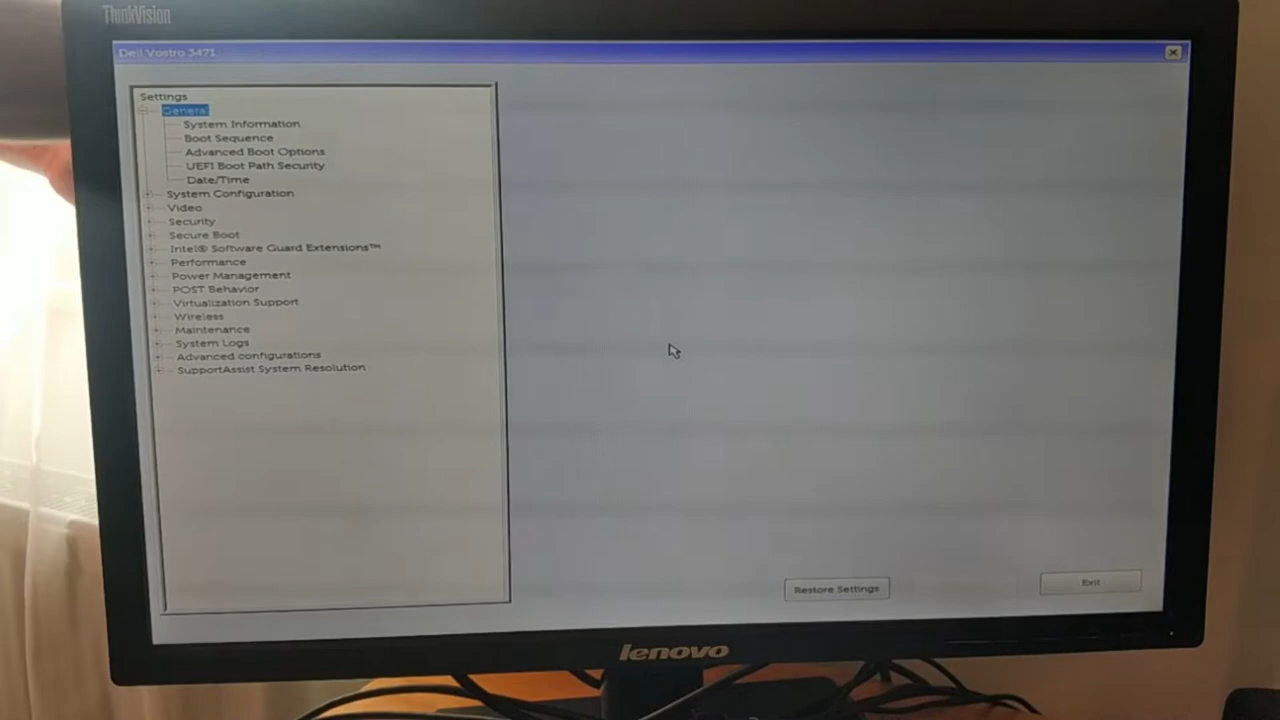 ThinkVision
Dell Vostro 3471
Settings
General
System Information
Boot Sequence
Advanced Boot Options
UEFI Boot Path Security
Date/Time
System Configuration
Video
Security
Secure Boot
Intel® Software Guard Extensions™
Performance
Power Management
POST Behavior
Virtualization Support
Wireless
Maintenance
System Logs
Advanced configurations
SupportAssist System Resolution
Restore Settings
Exit
lenovo